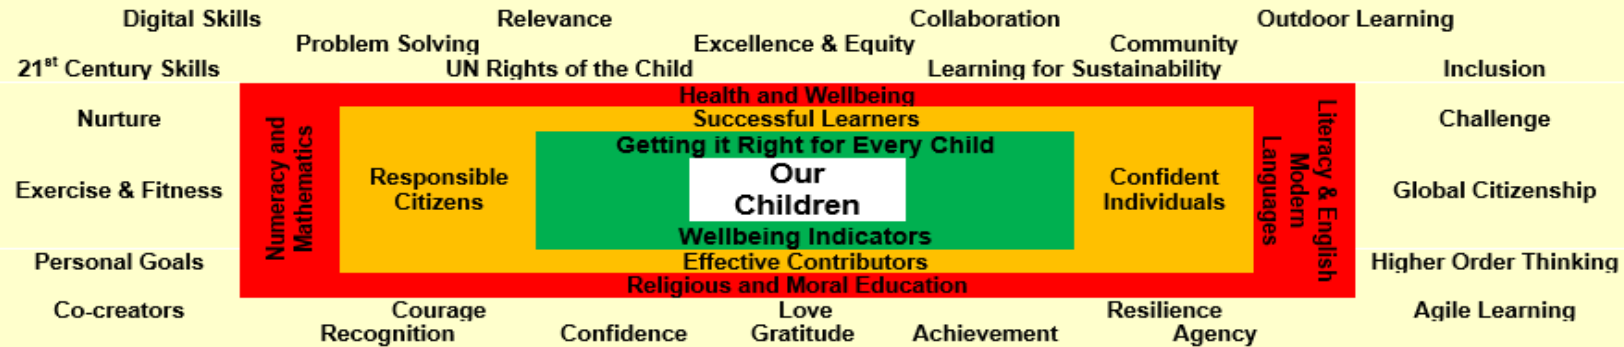 Digital Skills Relevance Collaboration Outdoor Learning
Problem Solving Excellence & Equity Community
21st Century Skills UN Rights of the Child Learning for Sustainability Inclusion
Health and Wellbeing
Nurture Successful Learners Challenge
Getting it Right for Every Child
Numeracy and
Mathematics
Exercise & Fitness
Responsible
Citizens
Our
Children
Confident
Individuals
Literacy & English
Modern
Languages
Global Citizenship
Wellbeing Indicators
Personal Goals Effective Contributors Higher Order Thinking
Religious and Moral Education
Co-creators Courage Love Resilience Agile Learning
Recognition Confidence Gratitude Achievement Agency